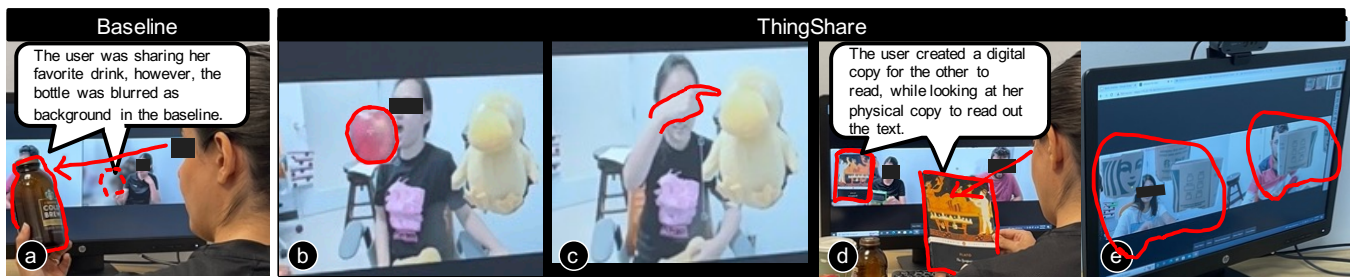 Baseline
ThingShare
The user was sharing her
favorite drink, however, the
bottle was blurred as
background in the baseline.
The user created a digital
copy for the other to
read, while looking at her
physical copy to read out
the text.
COLD
BREW
a
b
c
d
e